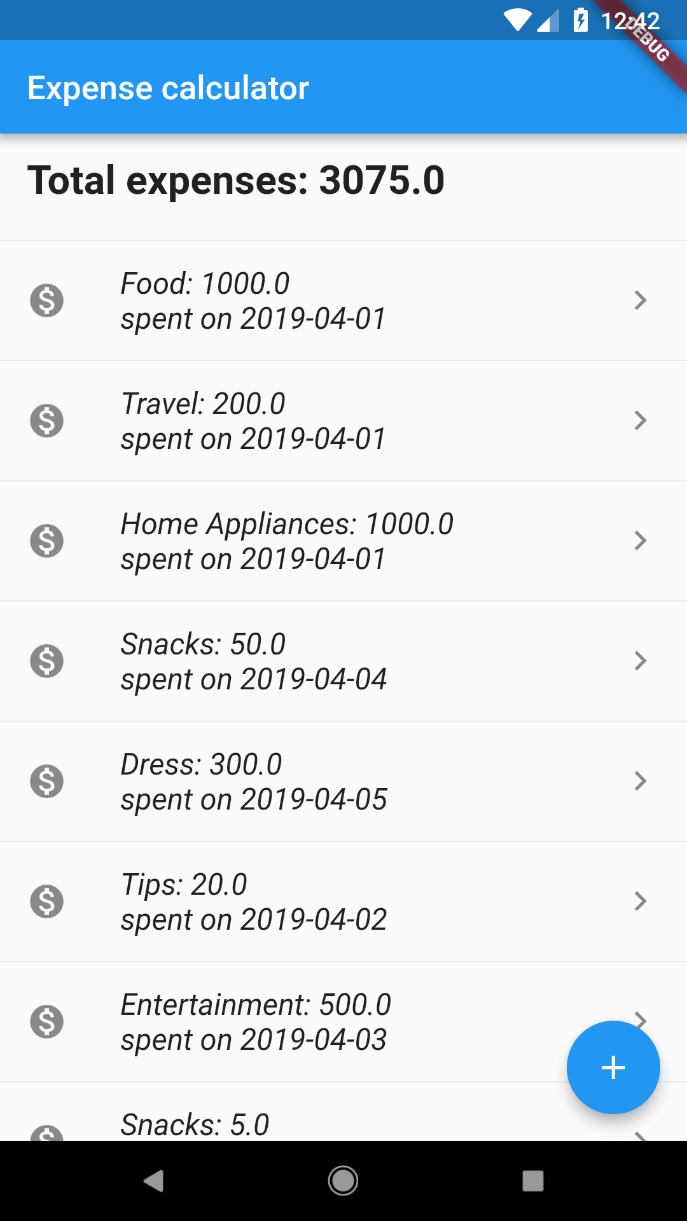 12:42
DEBUG
Expense calculator
Total expenses: 3075.0
Food: 1000.0
spent on 2019-04-01
Travel: 200.0
spent on 2019-04-01
Home Appliances: 1000.0
spent on 2019-04-01
Snacks: 50.0
spent on 2019-04-04
Dress: 300.0
spent on 2019-04-05
Tips: 20.0
spent on 2019-04-02
Entertainment: 500.0
spent on 2019-04-03
Snacks: 5.0